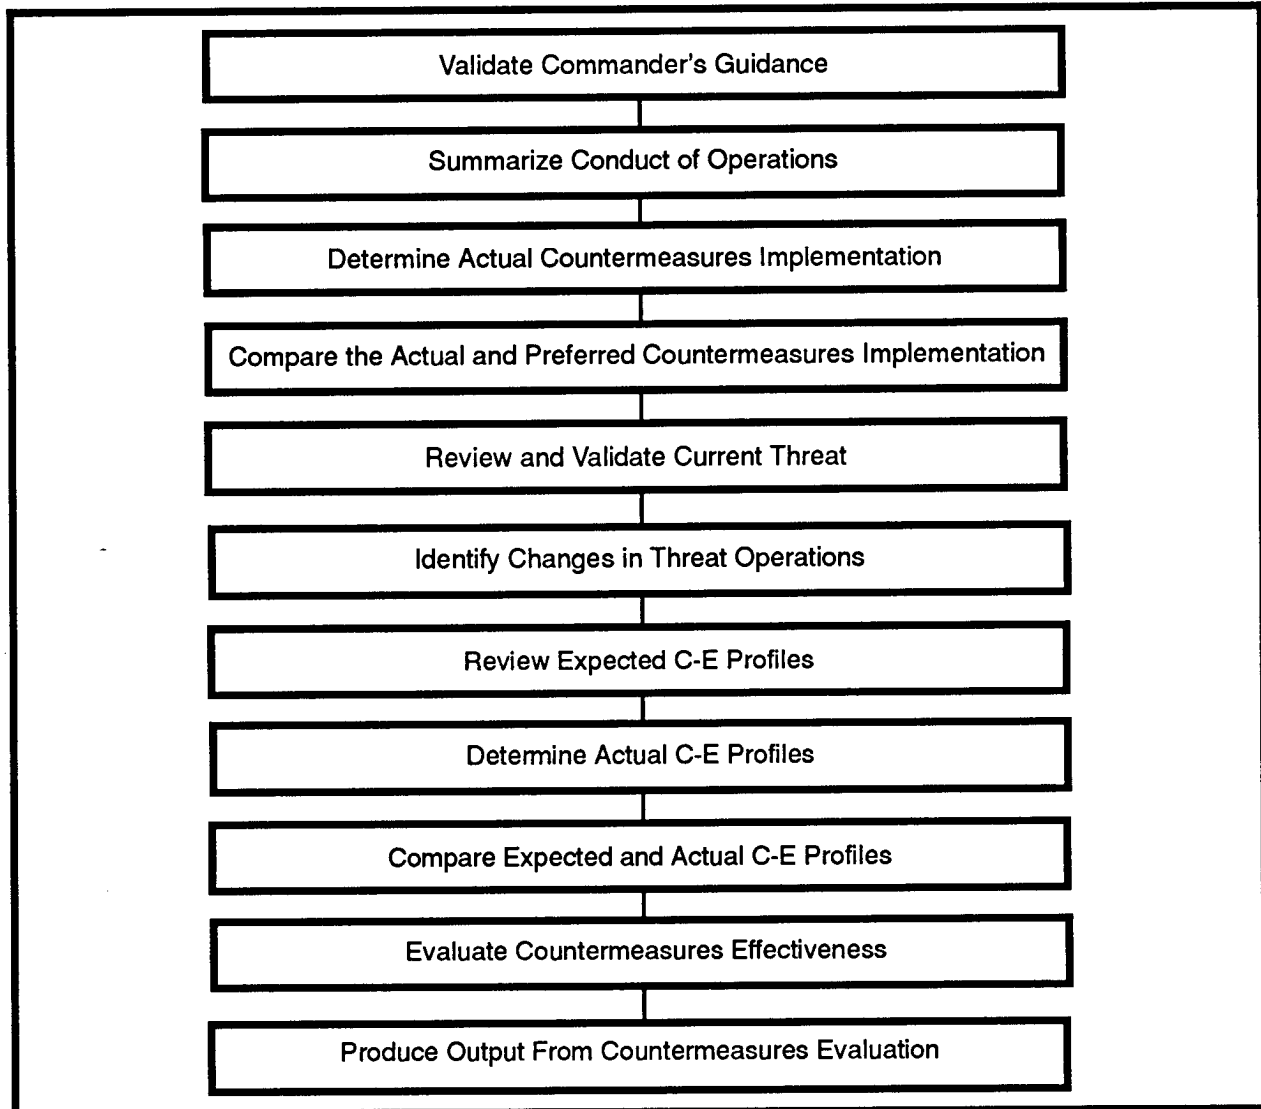 Validate Commander's Guidance
Summarize Conduct of Operations
Determine Actual Countermeasures Implementation
Compare the Actual and Preferred Countermeasures Implementation
Review and Validate Current Threat
Identify Changes in Threat Operations
Review Expected C-E Profiles
Determine Actual C-E Profiles
Compare Expected and Actual C-E Profiles
Evaluate Countermeasures Effectiveness
Produce Output From Countermeasures Evaluation